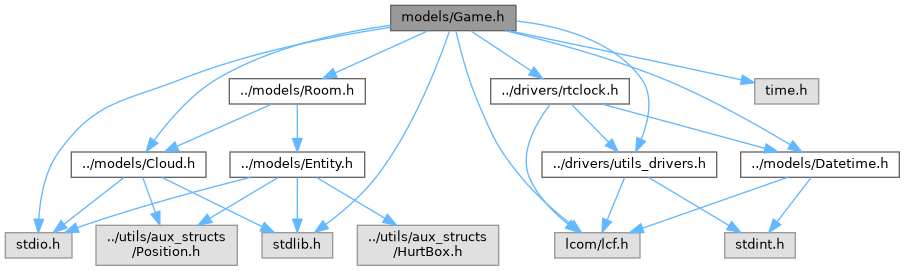 models/Game.h
../models/Room.h
../drivers/rtclock.h
time.h
../models/Cloud.h
../models/Entity.h
../drivers/utils_drivers.h
../models/Datetime.h
stdio.h
../utils/aux_structs
/Position.h
stdlib.h
../utils/aux_structs
/HurtBox.h
lcom/lcf.h
stdint.h